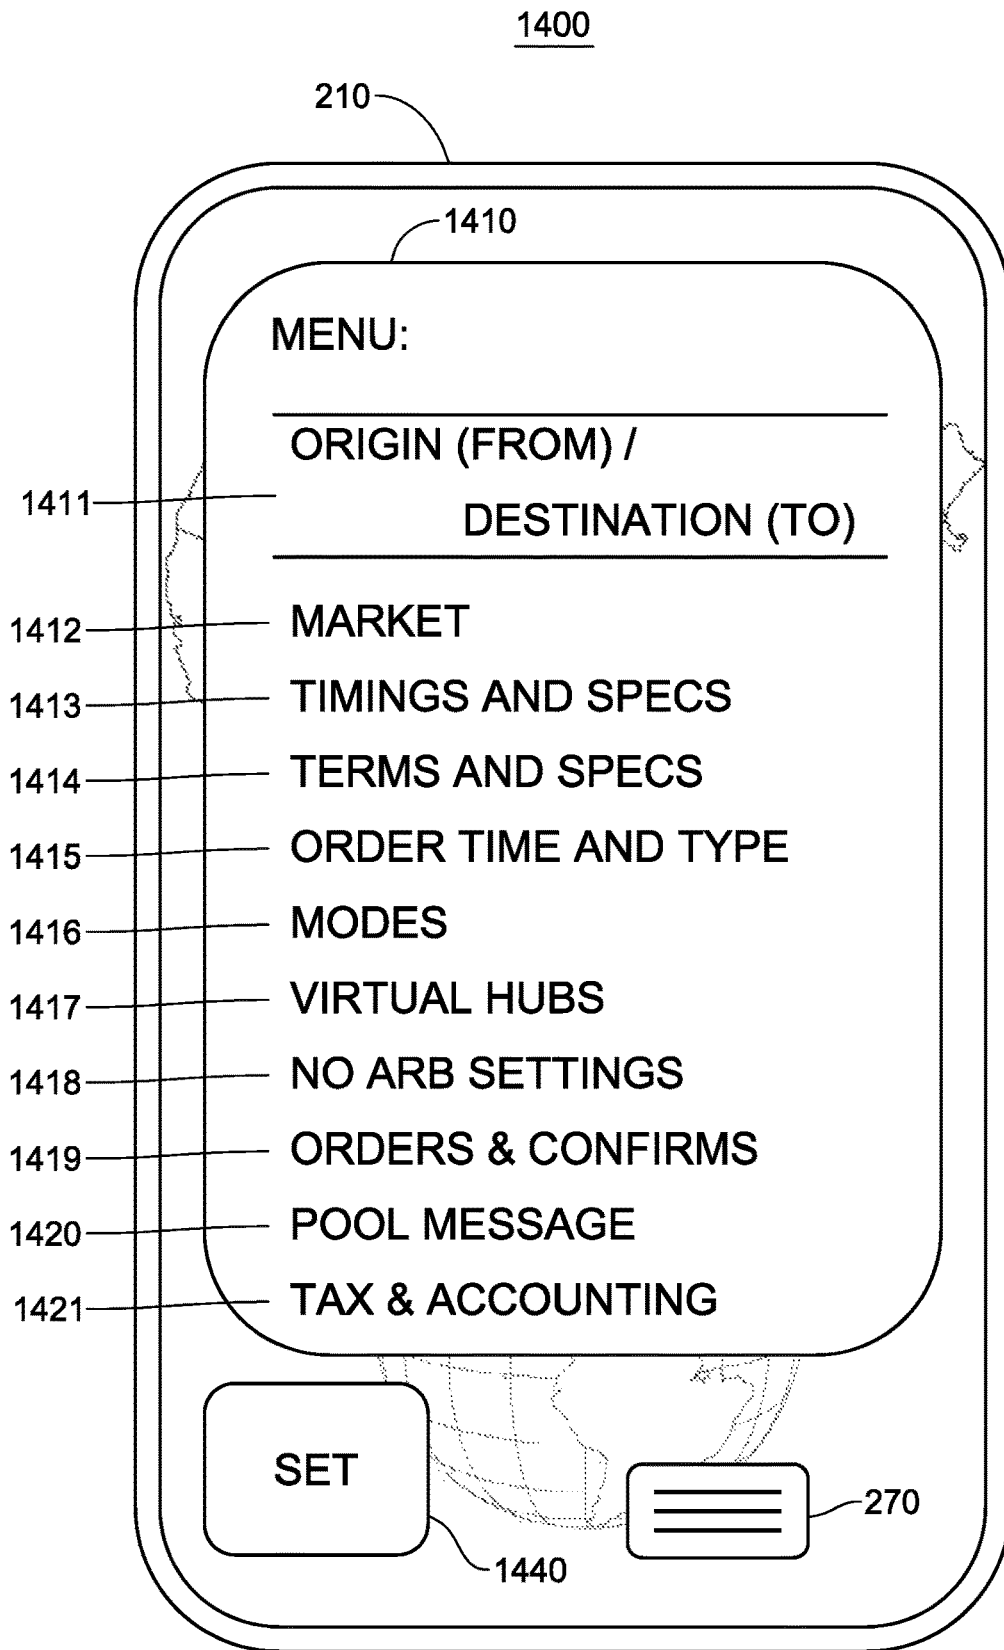 1400
210
1410
MENU:
ORIGIN (FROM) /
1411
DESTINATION (TO)
1412 MARKET
1413 TIMINGS AND SPECS
1414 TERMS AND SPECS
1415 ORDER TIME AND TYPE
1416 MODES
1417 VIRTUAL HUBS
1418 NO ARB SETTINGS
1419 ORDERS & CONFIRMS
1420 POOL MESSAGE
1421 TAX & ACCOUNTING
SET
270
1440